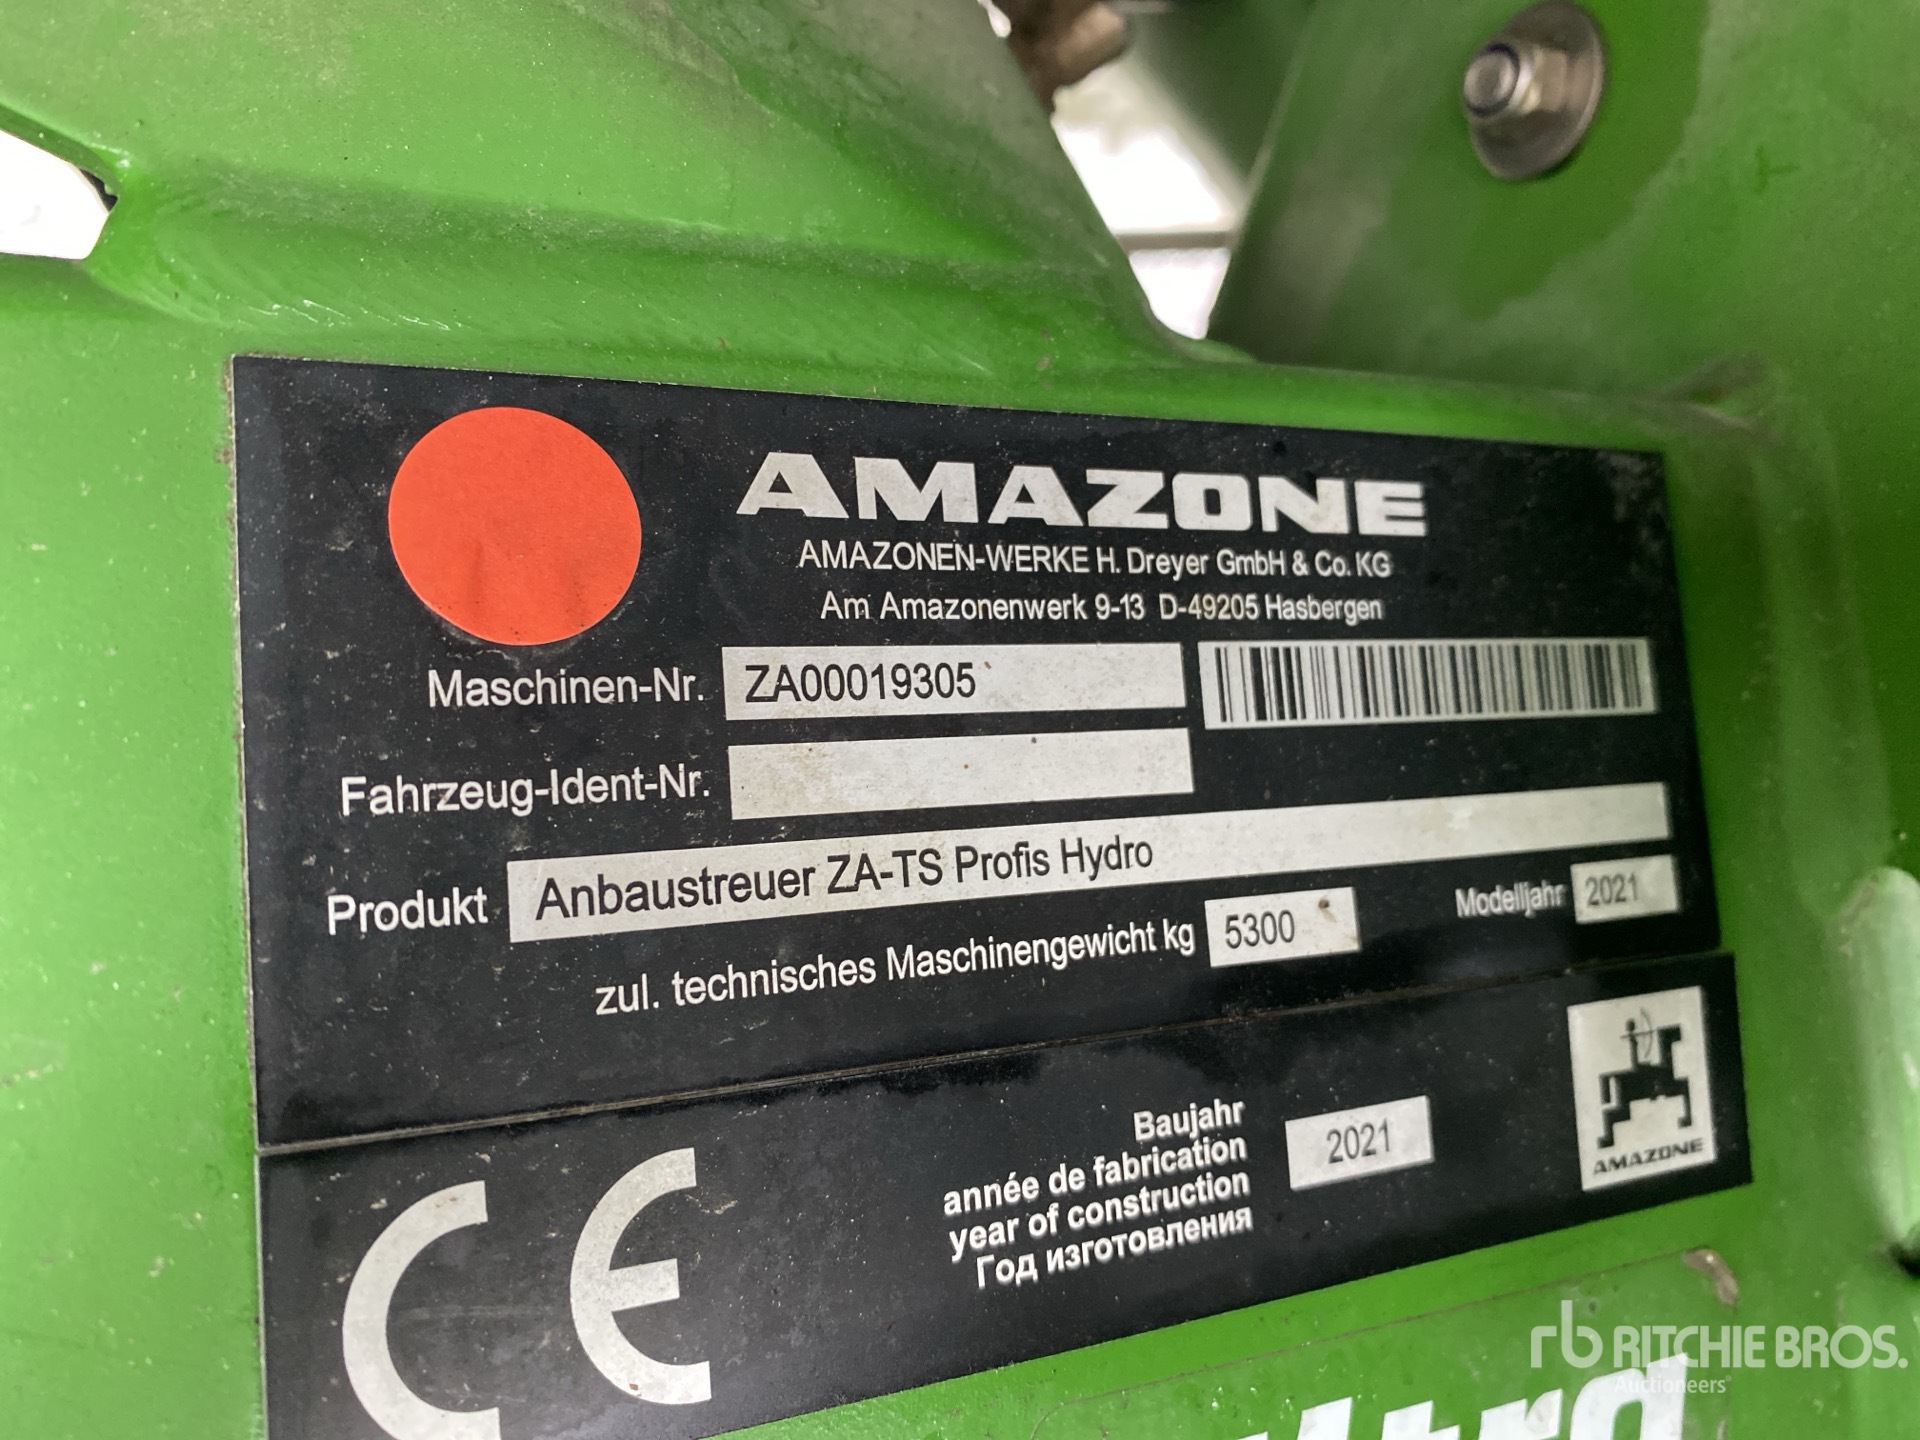 AMAZONE
AMAZONEN-WERKE H. Dreyer GmbH & Co. KG
Am Amazonenwerk 9-13 D-49205 Hasbergen
Maschinen-Nr. ZA00019305
Fahrzeug-Ident-Nr.
Produkt Anbaustreuer ZA-TS Profis Hydro
zul. technisches Maschinengewicht kg 5300 Modelljahr 2021
CE
Baujahr
année de fabrication
year of construction
Год изготовления
2021
AMAZONE
rb RITCHIE BROS.
Auctioneers